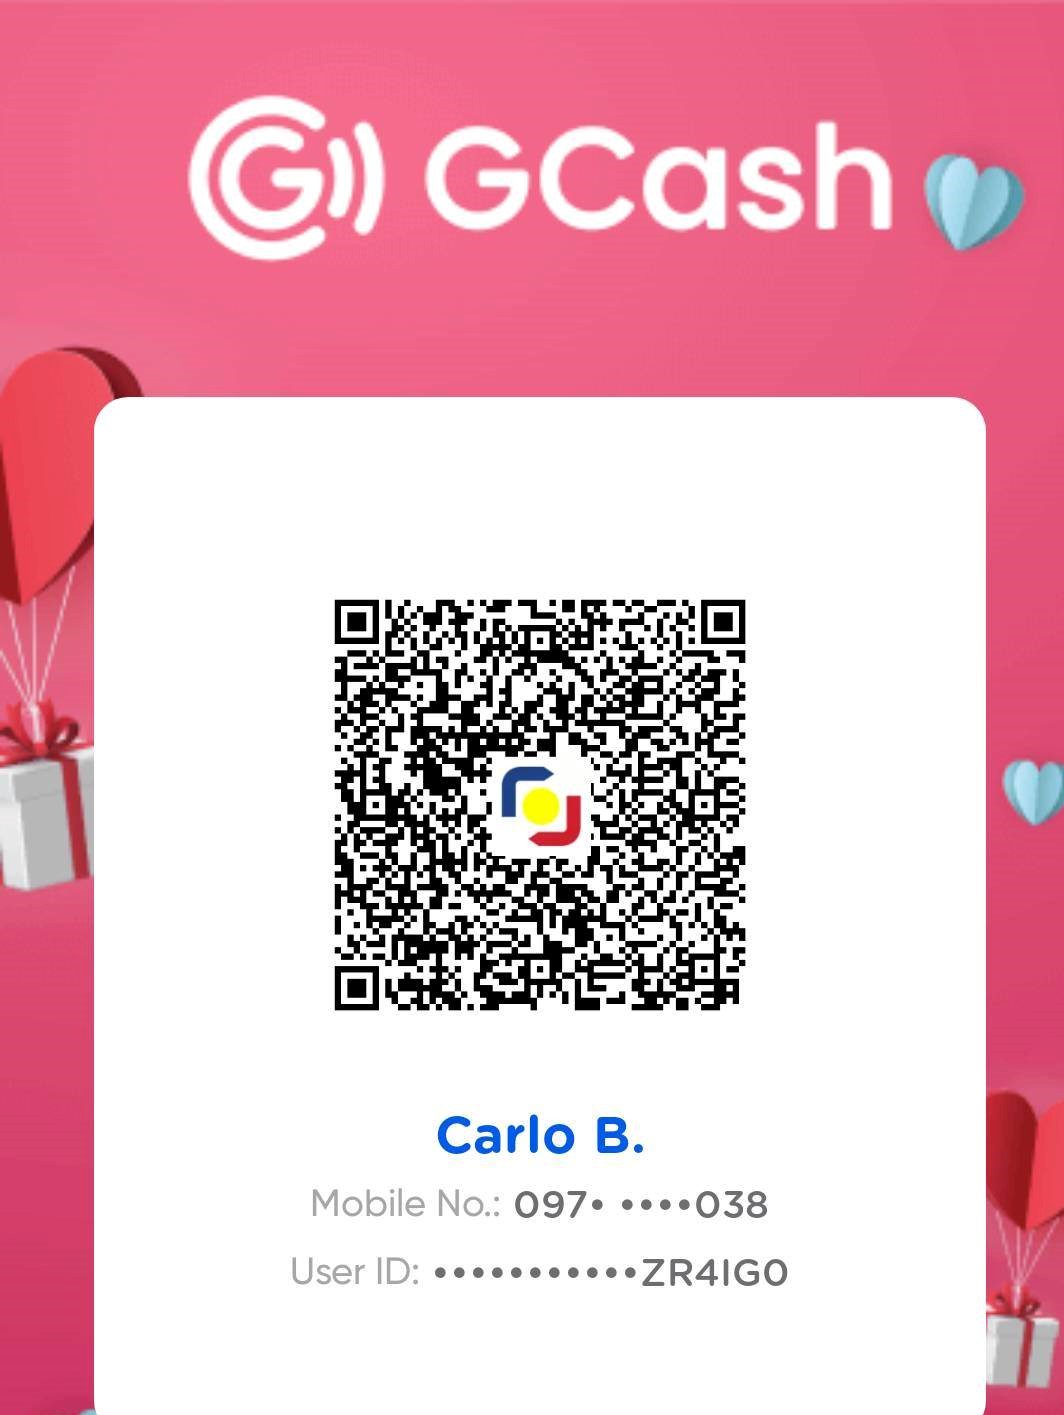 GCash
Carlo B.
Mobile No.: 097• ••••038
User ID: •••••••••••ZR4IG0